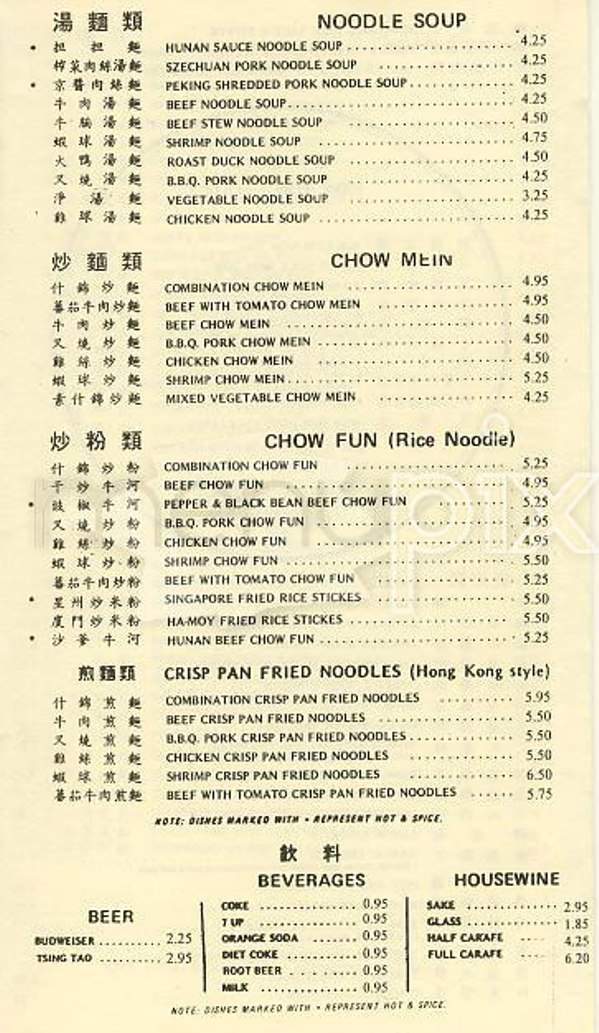 湯麵類 NOODLE SOUP
• 担担麵 HUNAN SAUCE NOODLE SOUP 4.25
榨菜肉絲湯麵 SZECHUAN PORK NOODLE SOUP 4.25
• 京醬肉絲麵 PEKING SHREDDED PORK NOODLE SOUP 4.25
牛肉湯麵 BEEF NOODLE SOUP 4.25
牛腩湯麵 BEEF STEW NOODLE SOUP 4.50
蝦球湯麵 SHRIMP NOODLE SOUP 4.75
火鴨湯麵 ROAST DUCK NOODLE SOUP 4.50
叉燒湯麵 B.B.Q. PORK NOODLE SOUP 4.25
淨湯麵 VEGETABLE NOODLE SOUP 3.25
雞球湯麵 CHICKEN NOODLE SOUP 4.25
炒麵類 CHOW MEIN
什錦炒麵 COMBINATION CHOW MEIN 4.95
蕃茄牛肉炒麵 BEEF WITH TOMATO CHOW MEIN 4.95
牛肉炒麵 BEEF CHOW MEIN 4.50
叉燒炒麵 B.B.Q. PORK CHOW MEIN 4.50
雞絲炒麵 CHICKEN CHOW MEIN 4.50
蝦球炒麵 SHRIMP CHOW MEIN 5.25
素什錦炒麵 MIXED VEGETABLE CHOW MEIN 4.25
炒粉類 CHOW FUN (Rice Noodle)
什錦炒粉 COMBINATION CHOW FUN 5.25
干炒牛河 BEEF CHOW FUN 4.95
• 豉椒牛河 PEPPER & BLACK BEAN BEEF CHOW FUN 5.25
叉燒炒粉 B.B.Q. PORK CHOW FUN 4.95
雞絲炒粉 CHICKEN CHOW FUN 4.95
蝦球炒粉 SHRIMP CHOW FUN 5.50
蕃茄牛肉炒粉 BEEF WITH TOMATO CHOW FUN 5.25
• 星州炒米粉 SINGAPORE FRIED RICE STICKES 5.50
廈門炒米粉 HA-MOY FRIED RICE STICKES 5.50
• 沙爹牛河 HUNAN BEEF CHOW FUN 5.25
煎麵類 CRISP PAN FRIED NOODLES (Hong Kong style)
什錦煎麵 COMBINATION CRISP PAN FRIED NOODLES 5.95
牛肉煎麵 BEEF CRISP PAN FRIED NOODLES 5.50
叉燒煎麵 B.B.Q. PORK CRISP PAN FRIED NOODLES 5.50
雞絲煎麵 CHICKEN CRISP PAN FRIED NOODLES 5.50
蝦球煎麵 SHRIMP CRISP PAN FRIED NOODLES 6.50
蕃茄牛肉煎麵 BEEF WITH TOMATO CRISP PAN FRIED NOODLES 5.75
NOTE: DISHES MARKED WITH • REPRESENT HOT & SPICE.
飲料
BEVERAGES
BEER
BUDWEISER 2.25
TSING TAO 2.95
COKE 0.95
7 UP 0.95
ORANGE SODA 0.95
DIET COKE 0.95
ROOT BEER 0.95
MILK 0.95
HOUSEWINE
SAKE 2.95
GLASS 1.85
HALF CARAFE 4.25
FULL CARAFE 6.20
NOTE: DISHES MARKED WITH • REPRESENT HOT & SPICE.